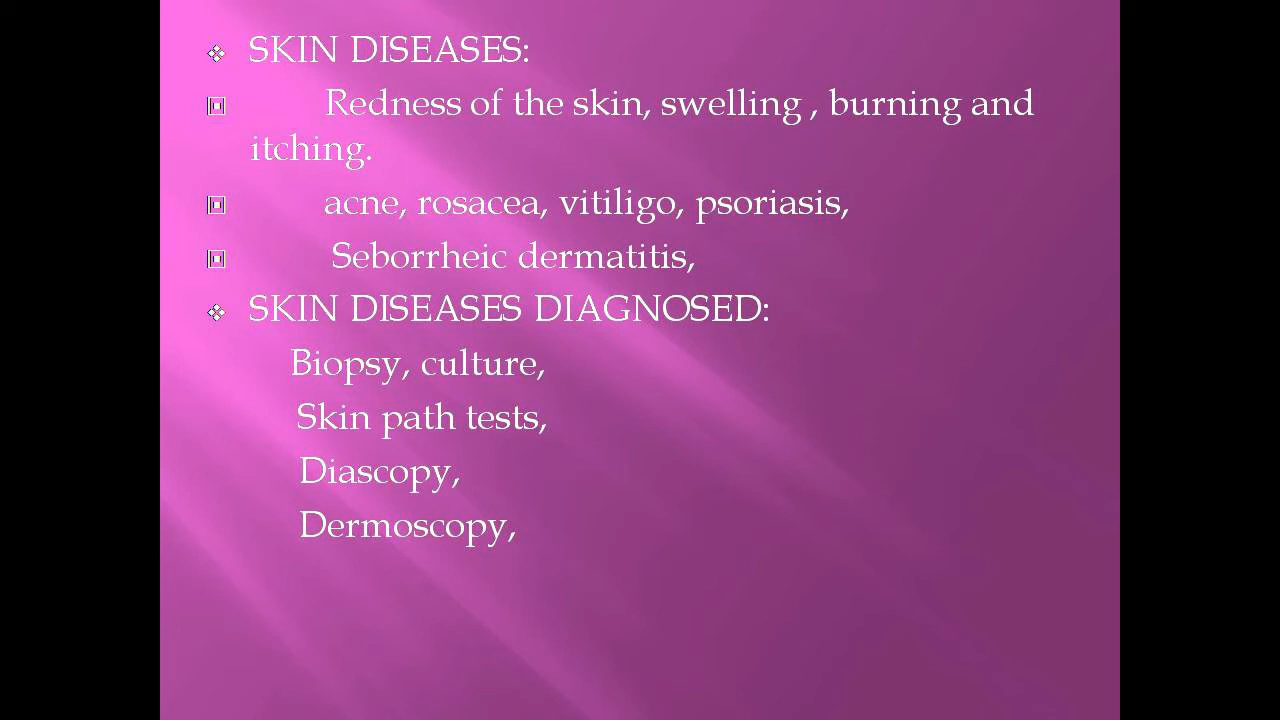 SKIN DISEASES:
Redness of the skin, swelling , burning and
itching.
acne, rosacea, vitiligo, psoriasis,
Seborrheic dermatitis,
SKIN DISEASES DIAGNOSED:
Biopsy, culture,
Skin path tests,
Diascopy,
Dermoscopy,